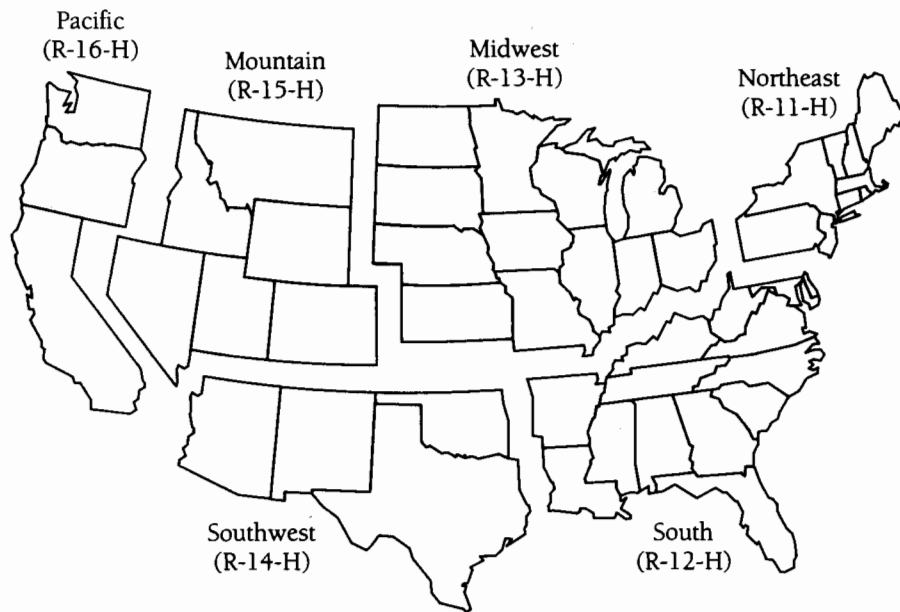 Pacific
(R-16-H)
Mountain
(R-15-H)
Midwest
(R-13-H)
Northeast
(R-11-H)
Southwest
(R-14-H)
South
(R-12-H)